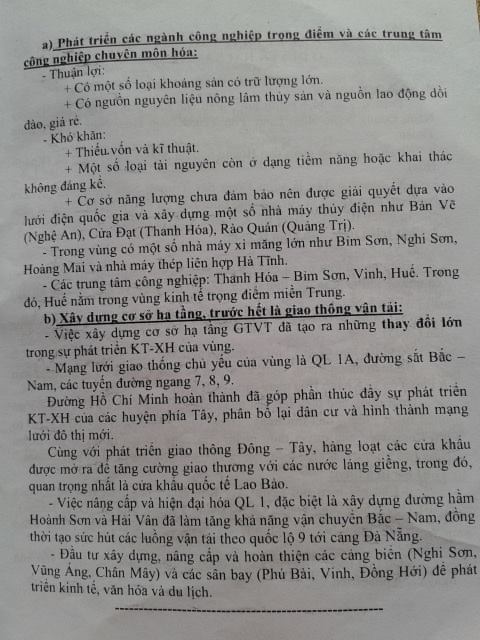 a) Phát triển các ngành công nghiệp trọng điểm và các trung tâm
công nghiệp chuyên môn hóa:
- Thuận lợi:
+ Có một số loại khoáng sản có trữ lượng lớn.
+ Có nguồn nguyên liệu nông lâm thủy sản và nguồn lao động dồi
đào, giá rẻ.
- Khó khăn:
+ Thiếu vốn và kĩ thuật.
+ Một số loại tài nguyên còn ở dạng tiềm năng hoặc khai thác
không đáng kể.
+ Cơ sở năng lượng chưa đảm bảo nên được giải quyết dựa vào
lưới điện quốc gia và xây dựng một số nhà máy thủy điện như Bản Vẽ
(Nghệ An), Cửa Đạt (Thanh Hóa), Rào Quán (Quảng Trị).
- Trong vùng có một số nhà máy xi măng lớn như Bim Sơn, Nghi Sơn,
Hoàng Mai và nhà máy thép liên hợp Hà Tĩnh.
- Các trung tâm công nghiệp: Thanh Hóa – Bim Sơn, Vinh, Huế. Trong
đó, Huế nằm trong vùng kinh tế trọng điểm miền Trung.
b) Xây dựng cơ sở hạ tầng, trước hết là giao thông vận tải:
- Việc xây dựng cơ sở hạ tầng GTVT đã tạo ra những thay đổi lớn
trong sự phát triển KT-XH của vùng.
- Mạng lưới giao thông chủ yếu của vùng là QL 1A, đường sắt Bắc –
Nam, các tuyến đường ngang 7, 8, 9.
Đường Hồ Chí Minh hoàn thành đã góp phần thúc đẩy sự phát triển
KT-XH của các huyện phía Tây, phân bố lại dân cư và hình thành mạng
lưới đô thị mới.
Cùng với phát triển giao thông Đông – Tây, hàng loạt các cửa khẩu
được mở ra để tăng cường giao thương với các nước láng giềng, trong đó,
quan trọng nhất là cửa khẩu quốc tế Lao Bảo.
- Việc nâng cấp và hiện đại hóa QL 1, đặc biệt là xây dựng đường hầm
Hoành Sơn và Hải Vân đã làm tăng khả năng vận chuyển Bắc – Nam, đồng
thời tạo sức hút các luồng vận tải theo quốc lộ 9 tới cảng Đà Nẵng.
- Đầu tư xây dựng, nâng cấp và hoàn thiện các cảng biển (Nghi Sơn,
Vũng Áng, Chân Mây) và các sân bay (Phú Bài, Vinh, Đồng Hới) để phát
triển kinh tế, văn hóa và du lịch.